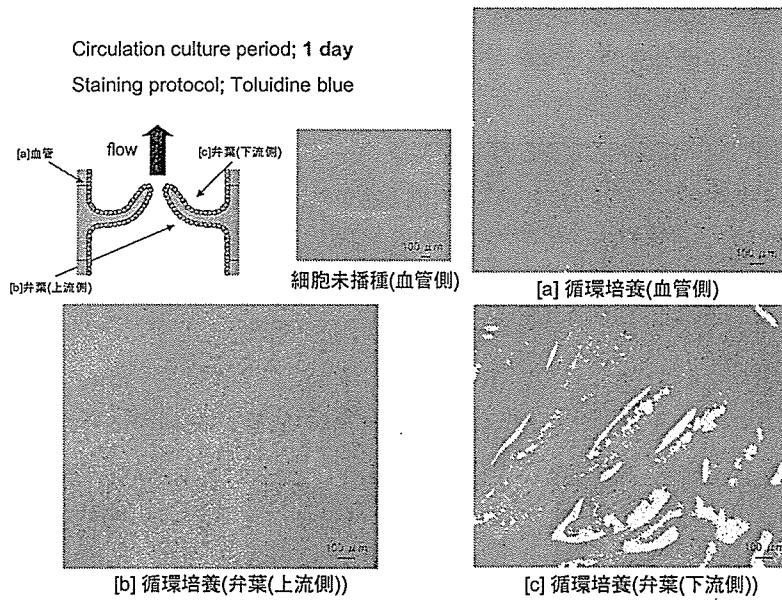 Circulation culture period; 1 day
Staining protocol; Toluidine blue
[a]血管
flow
[c]弁葉(下流側)
[b]弁葉(上流側)
100 μm
細胞未播種(血管側)
100 μm
[a] 循環培養(血管側)
100 μm
[b] 循環培養(弁葉(上流側))
100 μm
[c] 循環培養(弁葉(下流側))